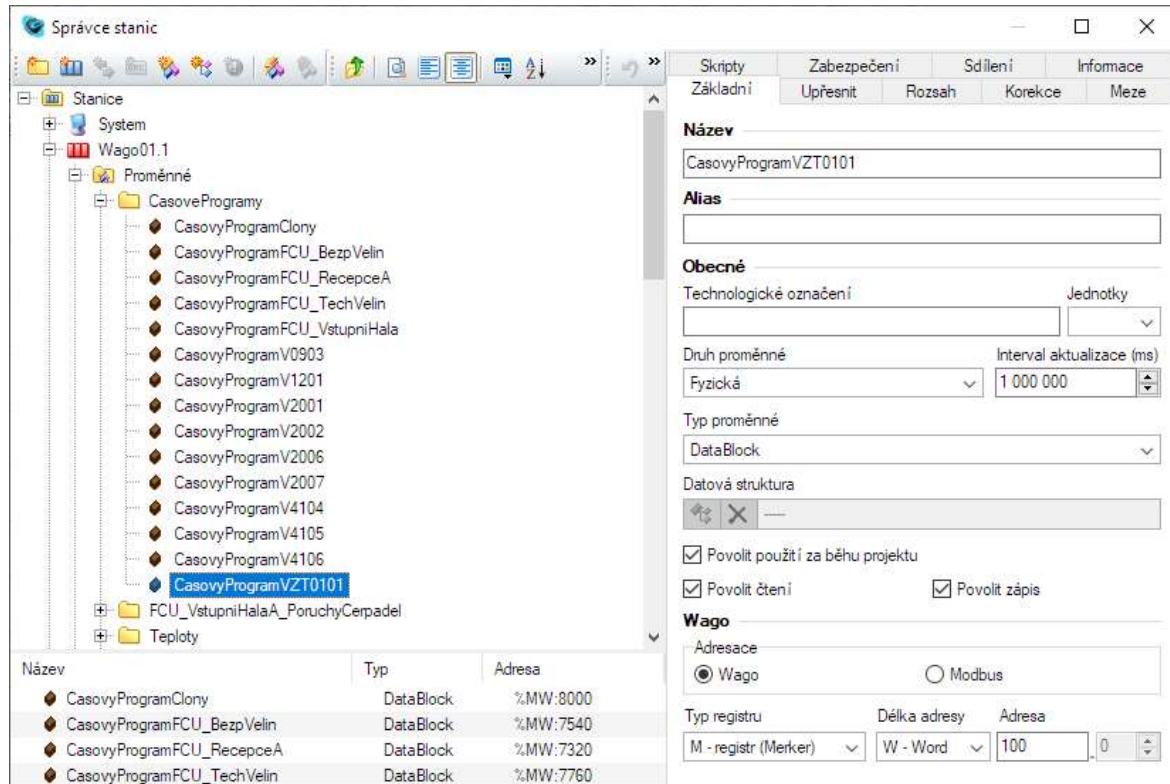 Správce stanic
Stanice
System
Wago01.1
Proměnné
CasoveProgramy
CasovyProgramClony
CasovyProgramFCU_BezpVelin
CasovyProgramFCU_RecepceA
CasovyProgramFCU_TechVelin
CasovyProgramFCU_VstupniHala
CasovyProgramV0903
CasovyProgramV1201
CasovyProgramV2001
CasovyProgramV2002
CasovyProgramV2006
CasovyProgramV2007
CasovyProgramV4104
CasovyProgramV4105
CasovyProgramV4106
CasovyProgramVZT0101
FCU_VstupniHalaA_PoruchyCerpadel
Teploty
Název Typ Adresa
CasovyProgramClony DataBlock %MW:8000
CasovyProgramFCU_BezpVelin DataBlock %MW:7540
CasovyProgramFCU_RecepceA DataBlock %MW:7320
CasovyProgramFCU_TechVelin DataBlock %MW:7760
Skripty Zabezpečení Sdílení Informace
Základní Upřesnit Rozsah Korekce Meze
Název
CasovyProgramVZT0101
Alias
Obecné
Technologické označení Jednotky
Druh proměnné Interval aktualizace (ms)
Fyzická 1 000 000
Typ proměnné
DataBlock
Datová struktura
----
Povolit použití za běhu projektu
Povolit čtení Povolit zápis
Wago
Adresace
Wago Modbus
Typ registru Délka adresy Adresa
M - registr (Merker) W - Word 100 . 0